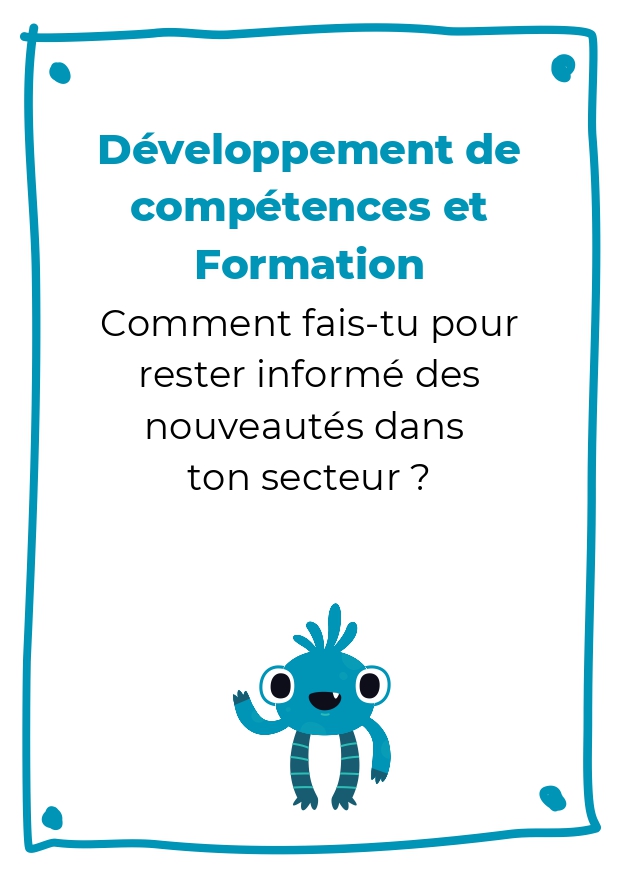 Développement de
compétences et
Formation
Comment fais-tu pour
rester informé des
nouveautés dans
ton secteur ?